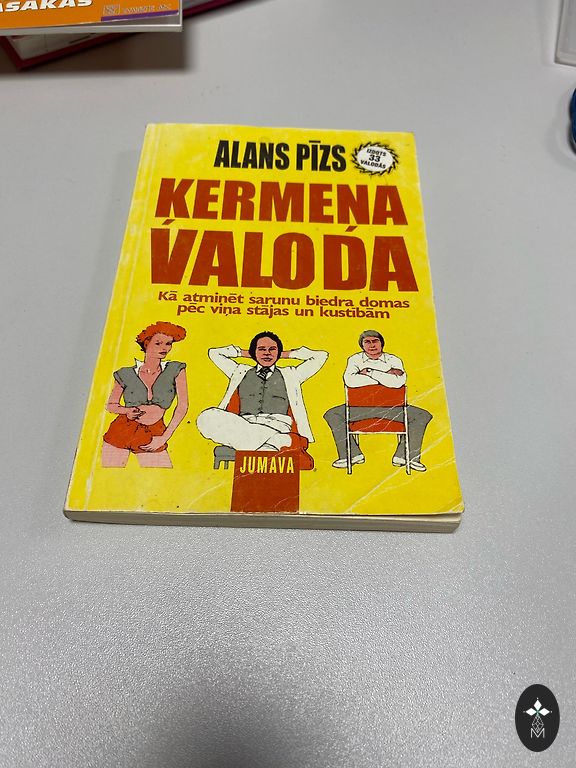 ASAKAS
ALANS PĪZS
IZDOTS
33
VALODĀS
ĶERMEŅA
VALODA
Kā atminēt sarunu biedra domas
pēc viņa stājas un kustībām
JUMAVA
M